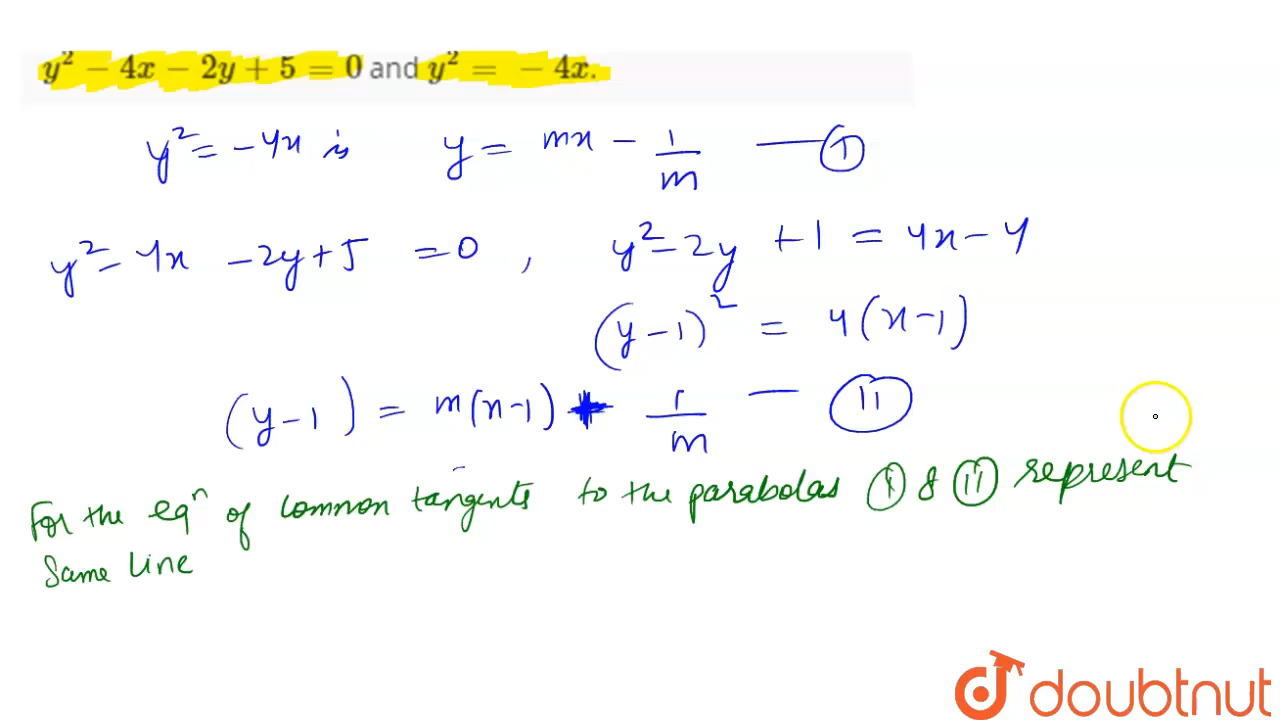 y² − 4x − 2y + 5 = 0 and y² = − 4x.
y² = − 4x is y = mx − 1/m — (I)
y² − 4x − 2y + 5 = 0 , y² − 2y + 1 = 4x − 4
(y − 1)² = 4(x − 1)
(y − 1) = m(x − 1) + 1/m — (II)
For the eqⁿ of common tangents to the parabolas (I) & (II) represent
Same line
doubtnut